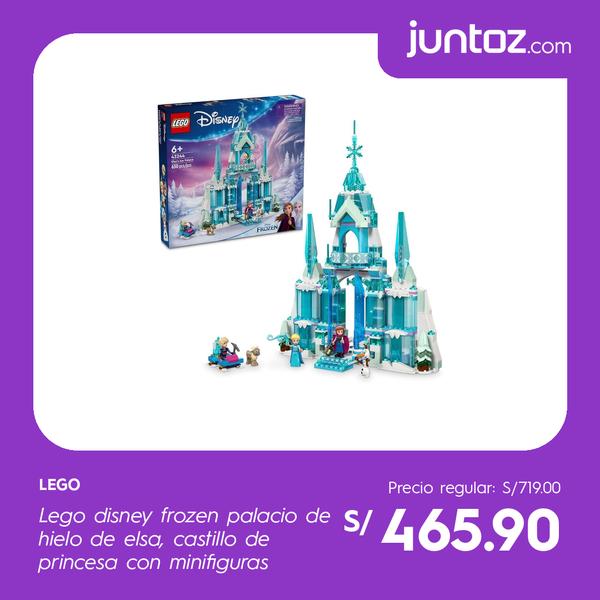 juntoz.com
LEGO
Disney
6+
43244
FROZEN
LEGO
Precio regular: S/719.00
Lego disney frozen palacio de
hielo de elsa, castillo de
princesa con minifiguras
S/ 465.90